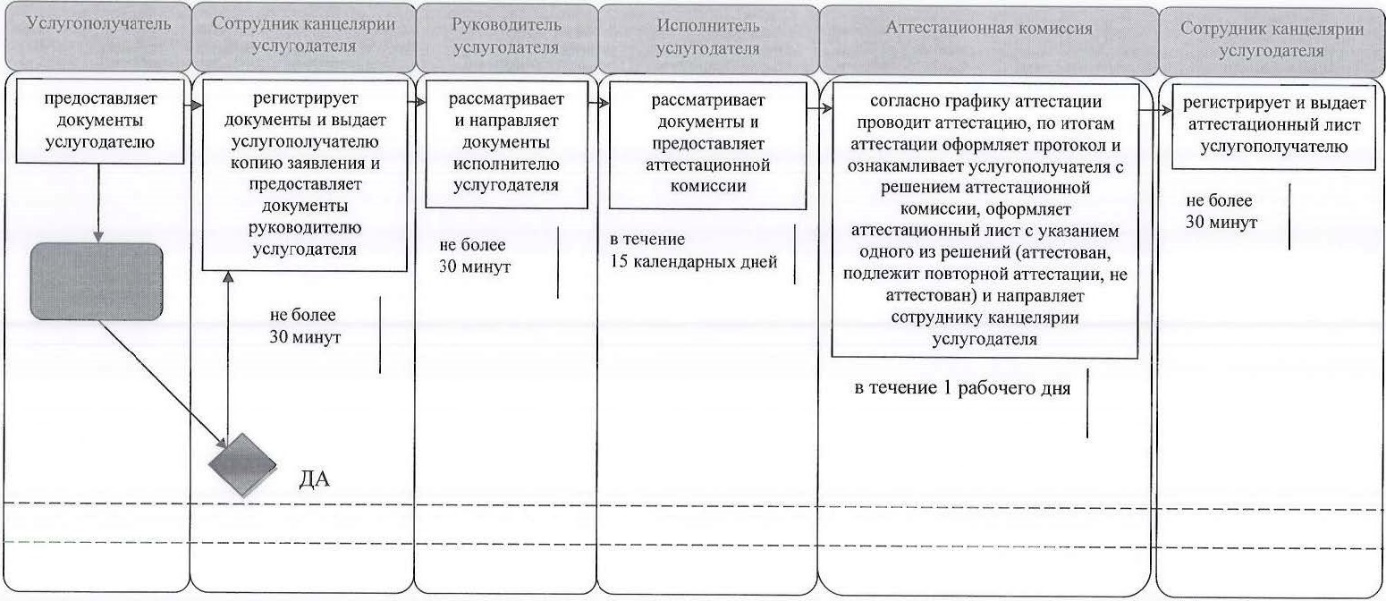 Услугополучатель
Сотрудник канцелярии
услугодателя
Руководитель
услугодателя
Исполнитель
услугодателя
Аттестационная комиссия
Сотрудник канцелярии
услугодателя
предоставляет
документы
услугодателю
регистрирует
документы и выдает
услугополучателю
копию заявления и
предоставляет
документы
руководителю
услугодателя
не более
30 минут
ДА
рассматривает
и направляет
документы
исполнителю
услугодателя
не более
30 минут
рассматривает
документы и
предоставляет
аттестационной
комиссии
в течение
15 календарных дней
согласно графику аттестации
проводит аттестацию, по итогам
аттестации оформляет протокол и
ознакамливает услугополучателя с
решением аттестационной
комиссии, оформляет
аттестационный лист с указанием
одного из решений (аттестован,
подлежит повторной аттестации, не
аттестован) и направляет
сотруднику канцелярии
услугодателя
в течение 1 рабочего дня
регистрирует и выдает
аттестационный лист
услугополучателю
не более
30 минут